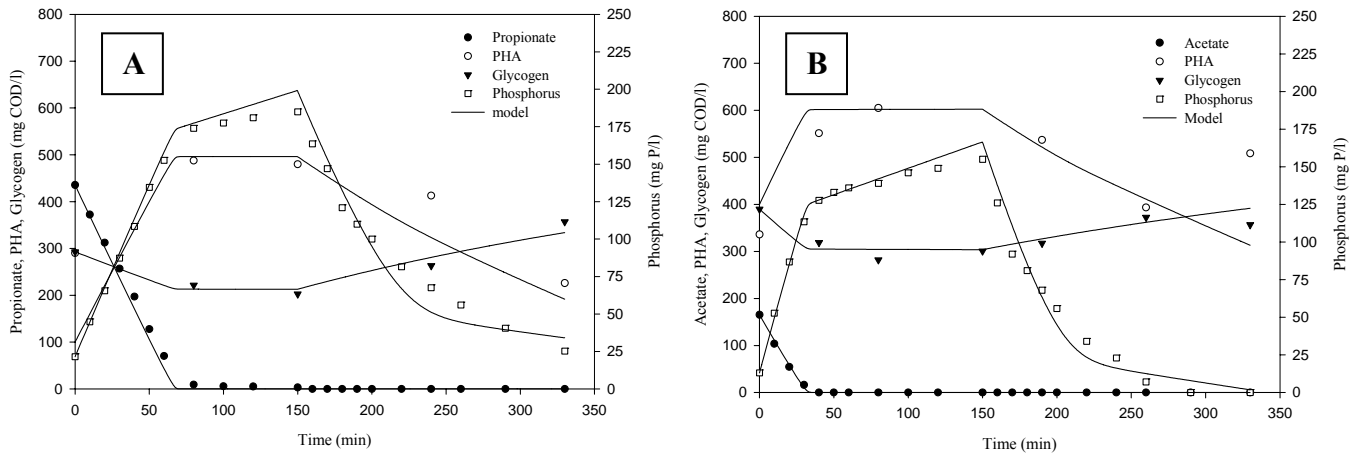 A
Propionate
PHA
Glycogen
Phosphorus
model
Propionate, PHA, Glycogen (mg COD/l)
800
700
600
500
400
300
200
100
0
250
225
200
175
150
125
100
75
50
25
0
Phosphorus (mg P/l)
0 50 100 150 200 250 300 350
Time (min)
B
Acetate
PHA
Glycogen
Phosphorus
Model
Acetate, PHA, Glycogen (mg COD/l)
800
700
600
500
400
300
200
100
0
250
225
200
175
150
125
100
75
50
25
0
Phosphorus (mg P/l)
0 50 100 150 200 250 300 350
Time (min)